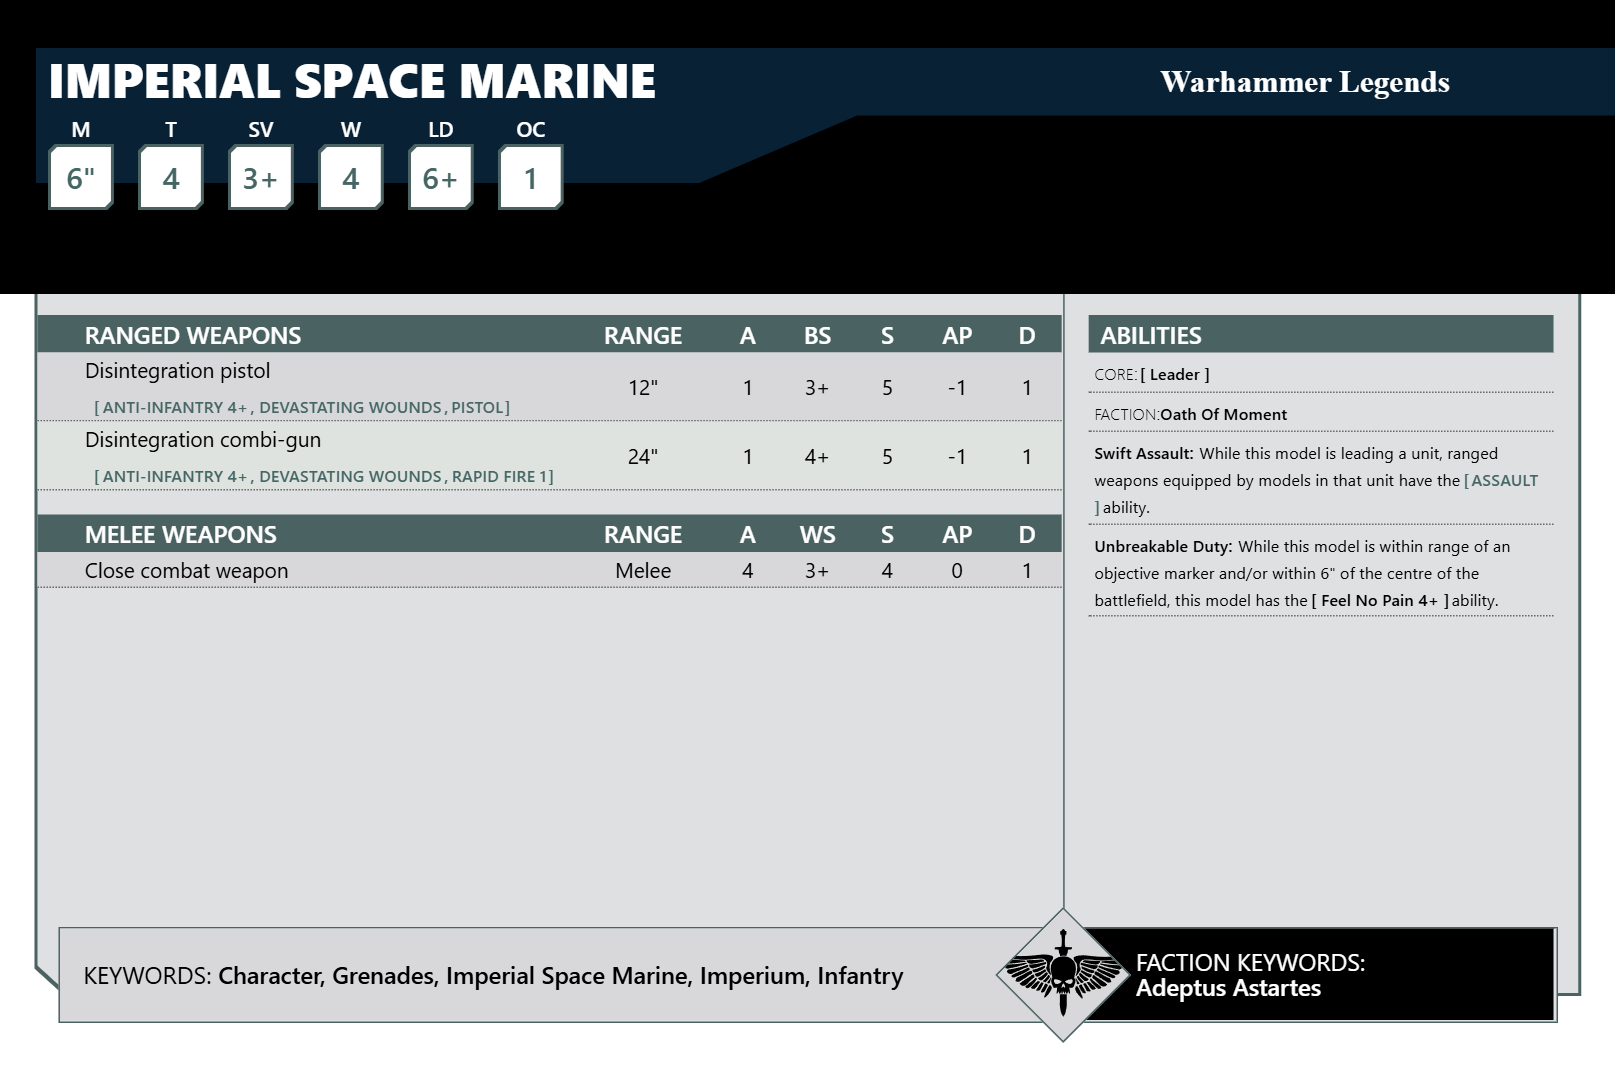 IMPERIAL SPACE MARINE
Warhammer Legends
M T SV W LD OC
6" 4 3+ 4 6+ 1
RANGED WEAPONS RANGE A BS S AP D
Disintegration pistol
12" 1 3+ 5 -1 1
[ ANTI-INFANTRY 4+ , DEVASTATING WOUNDS , PISTOL ]
Disintegration combi-gun
24" 1 4+ 5 -1 1
[ ANTI-INFANTRY 4+ , DEVASTATING WOUNDS , RAPID FIRE 1 ]
MELEE WEAPONS RANGE A WS S AP D
Close combat weapon Melee 4 3+ 4 0 1
ABILITIES
CORE: [ Leader ]
FACTION:Oath Of Moment
Swift Assault: While this model is leading a unit, ranged
weapons equipped by models in that unit have the [ ASSAULT
] ability.
Unbreakable Duty: While this model is within range of an
objective marker and/or within 6" of the centre of the
battlefield, this model has the [ Feel No Pain 4+ ] ability.
KEYWORDS: Character, Grenades, Imperial Space Marine, Imperium, Infantry
FACTION KEYWORDS:
Adeptus Astartes